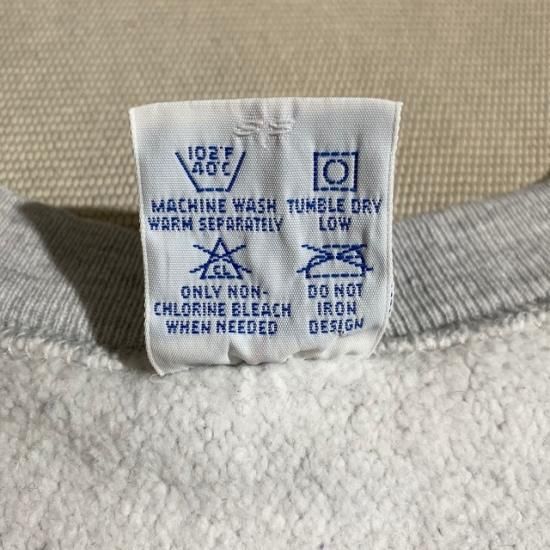 102°F
40°C
MACHINE WASH
WARM SEPARATELY
TUMBLE DRY
LOW
CL
ONLY NON-
CHLORINE BLEACH
WHEN NEEDED
DO NOT
IRON
DESIGN